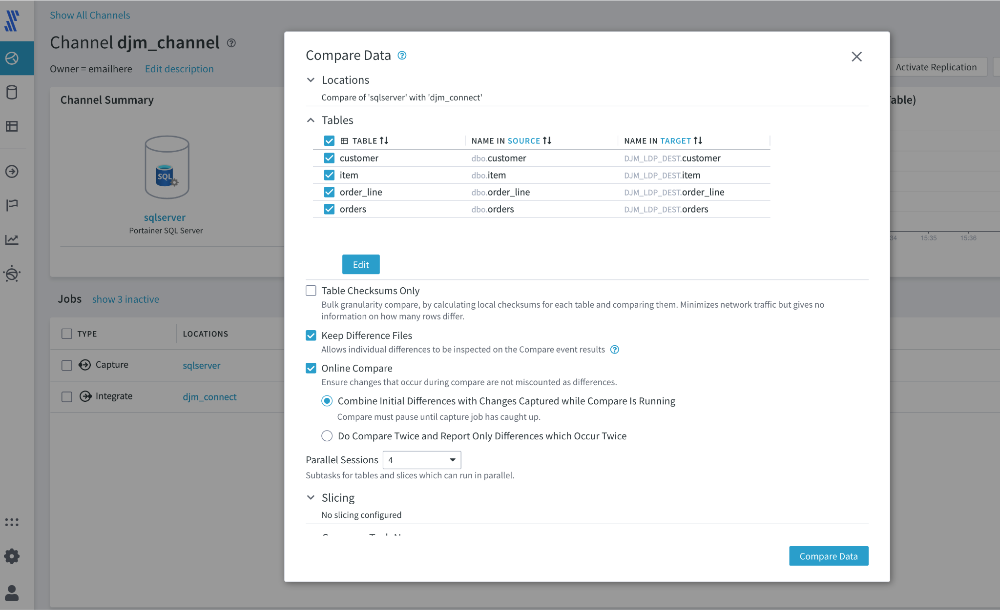 Show All Channels
Channel djm_channel
Owner = emailhere Edit description
Activate Replication
Channel Summary
SQL
sqlserver
Portainer SQL Server
Jobs show 3 inactive
TYPE LOCATIONS
Capture sqlserver
Integrate djm_connect
Compare Data
Locations
Compare of 'sqlserver' with 'djm_connect'
Tables
TABLE NAME IN SOURCE NAME IN TARGET
customer dbo.customer DJM_LDP_DEST.customer
item dbo.item DJM_LDP_DEST.item
order_line dbo.order_line DJM_LDP_DEST.order_line
orders dbo.orders DJM_LDP_DEST.orders
Edit
Table Checksums Only
Bulk granularity compare, by calculating local checksums for each table and comparing them. Minimizes network traffic but gives no
information on how many rows differ.
Keep Difference Files
Allows individual differences to be inspected on the Compare event results
Online Compare
Ensure changes that occur during compare are not miscounted as differences.
Combine Initial Differences with Changes Captured while Compare Is Running
Compare must pause until capture job has caught up.
Do Compare Twice and Report Only Differences which Occur Twice
Parallel Sessions 4
Subtasks for tables and slices which can run in parallel.
Slicing
No slicing configured
Compare Data
able)
34 15:35 15:36